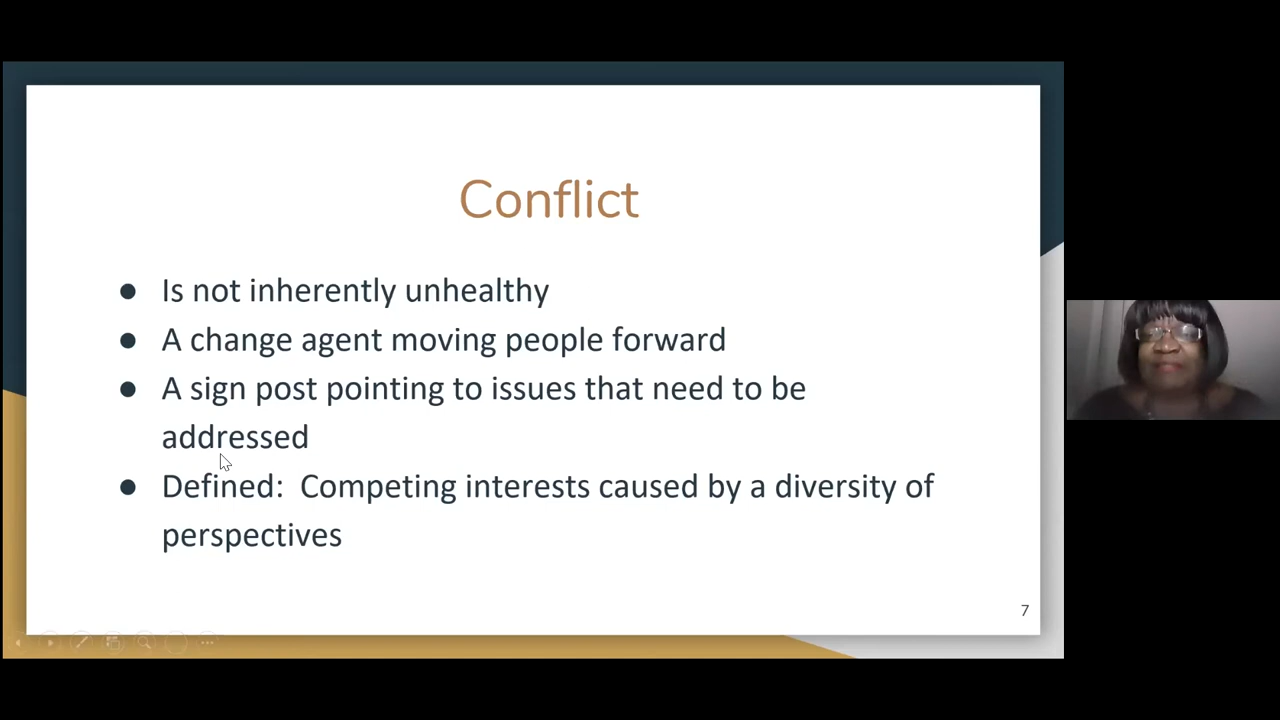 Conflict
● Is not inherently unhealthy
● A change agent moving people forward
● A sign post pointing to issues that need to be
addressed
● Defined:  Competing interests caused by a diversity of
perspectives
7